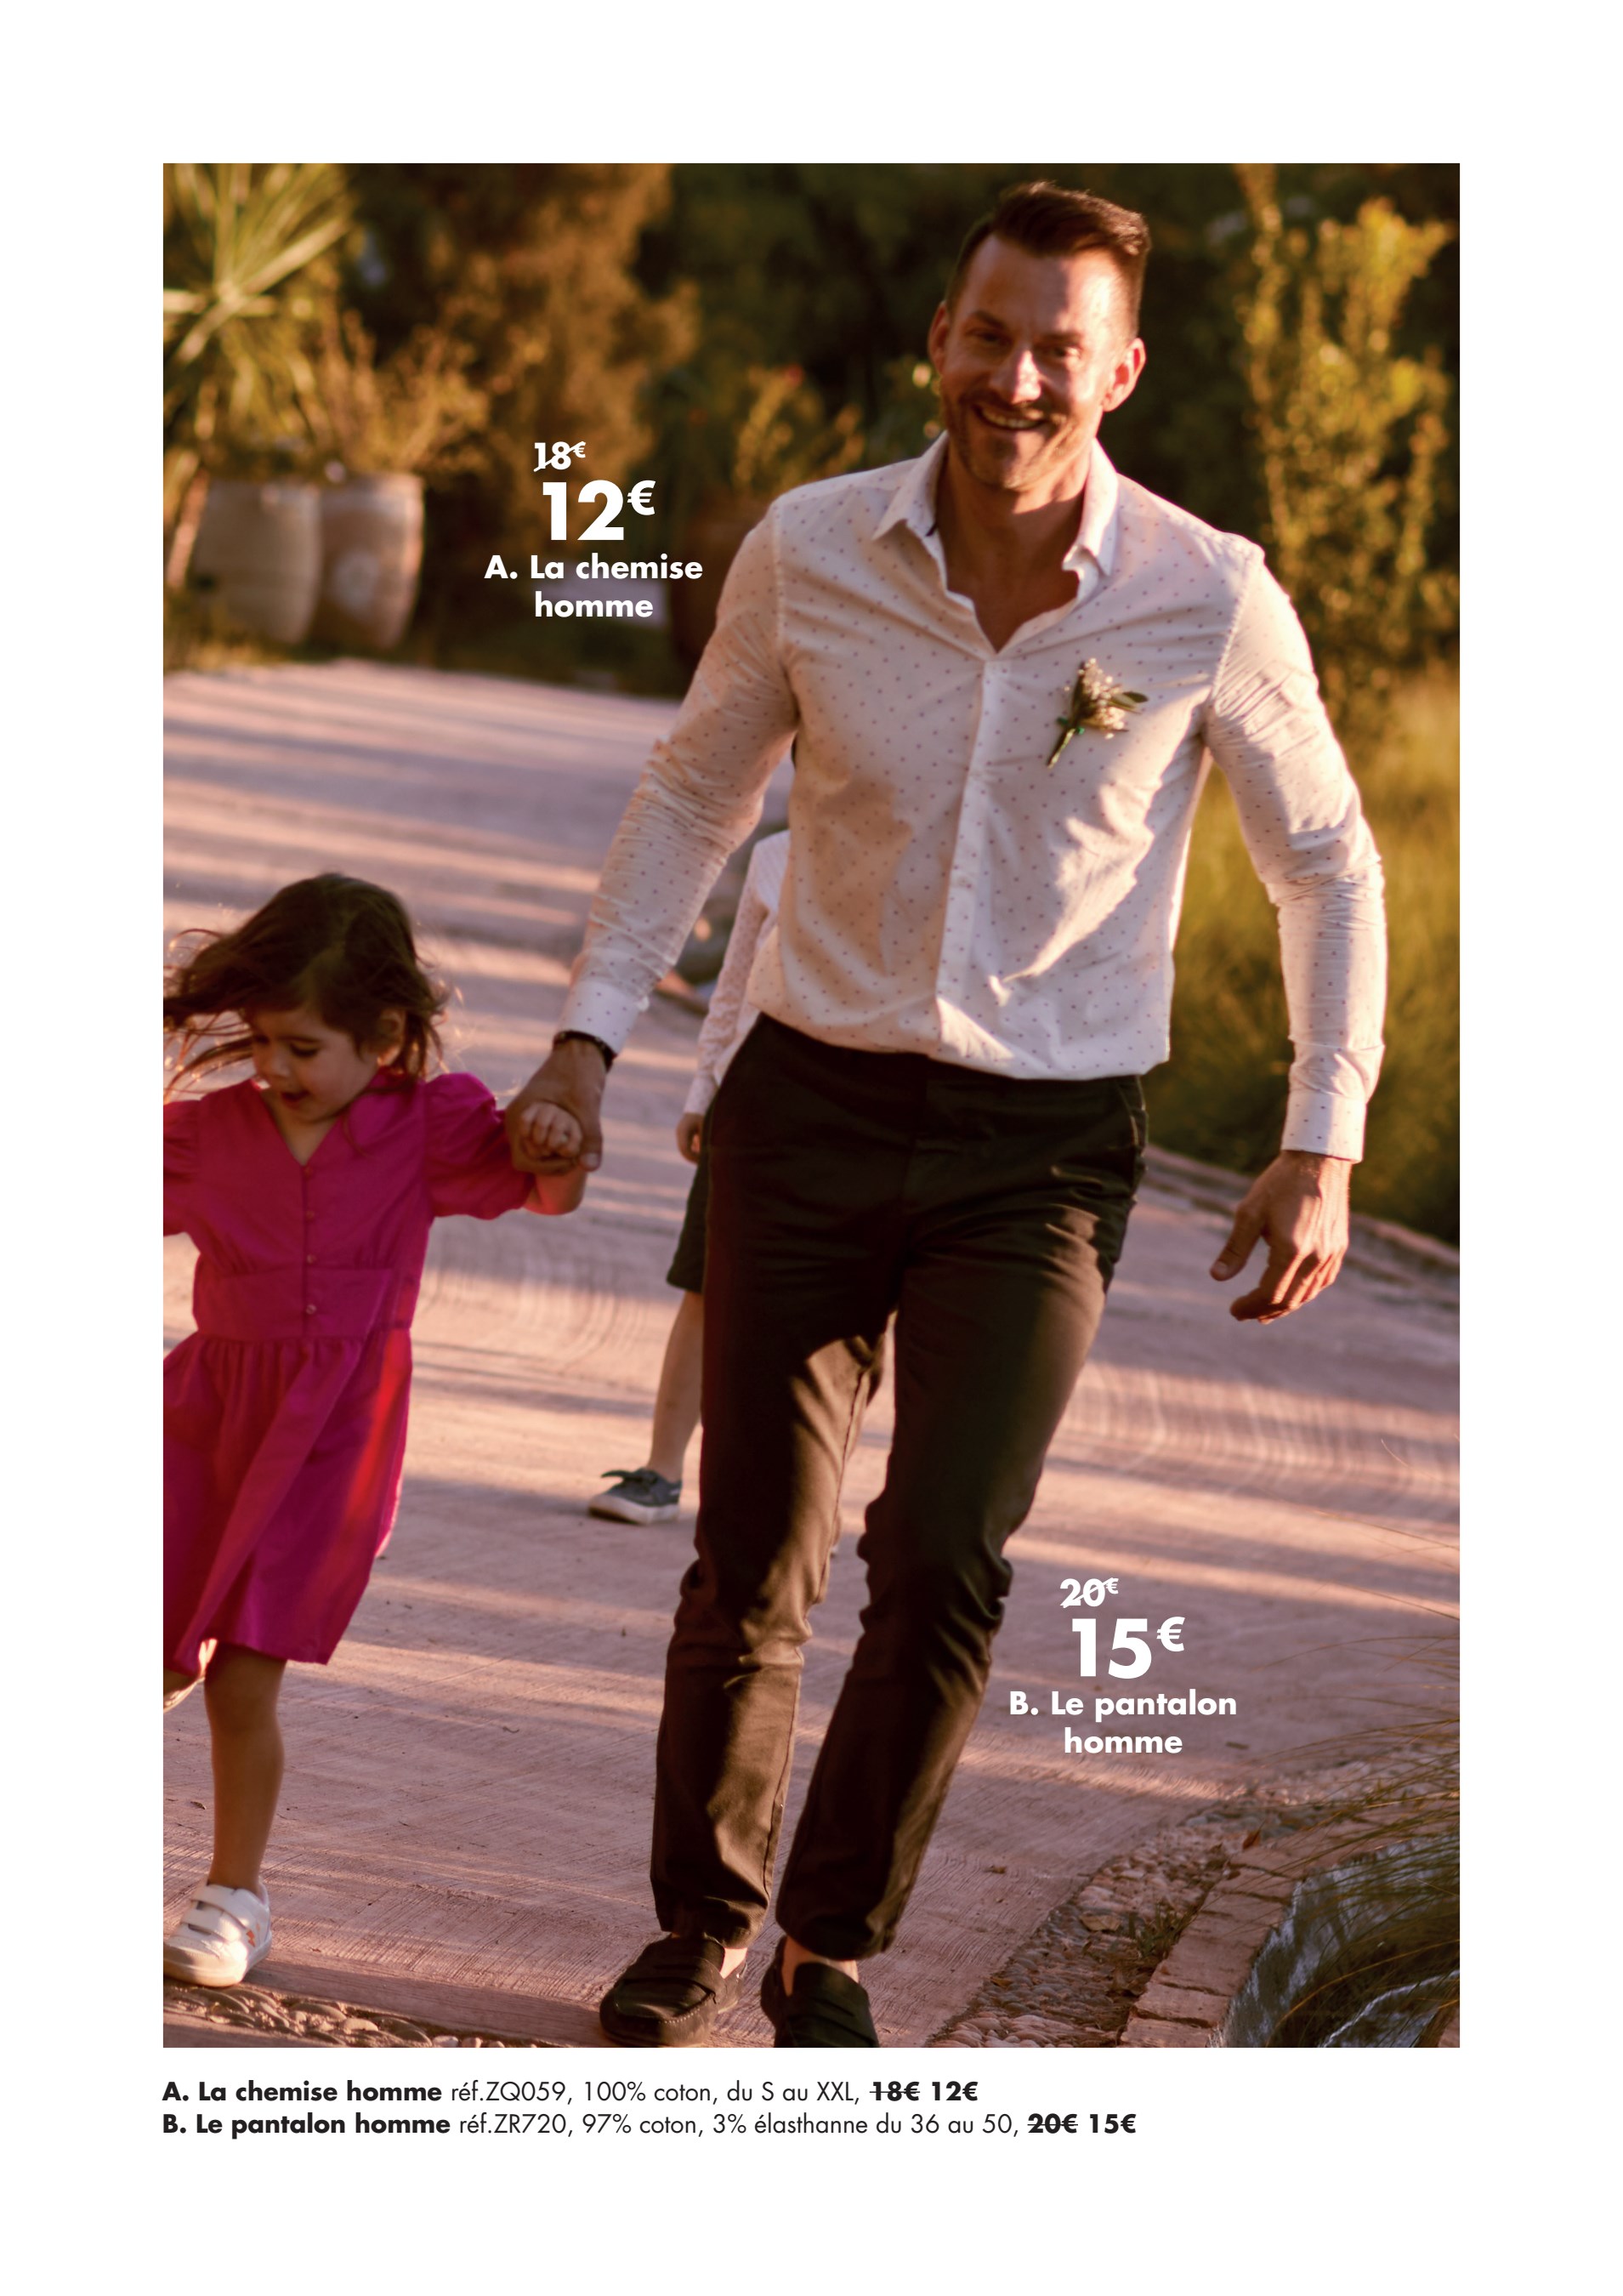 18€
12€
A. La chemise
homme
20€
15€
B. Le pantalon
homme
A. La chemise homme réf.ZQ059, 100% coton, du S au XXL, 18€ 12€
B. Le pantalon homme réf.ZR720, 97% coton, 3% élasthanne du 36 au 50, 20€ 15€